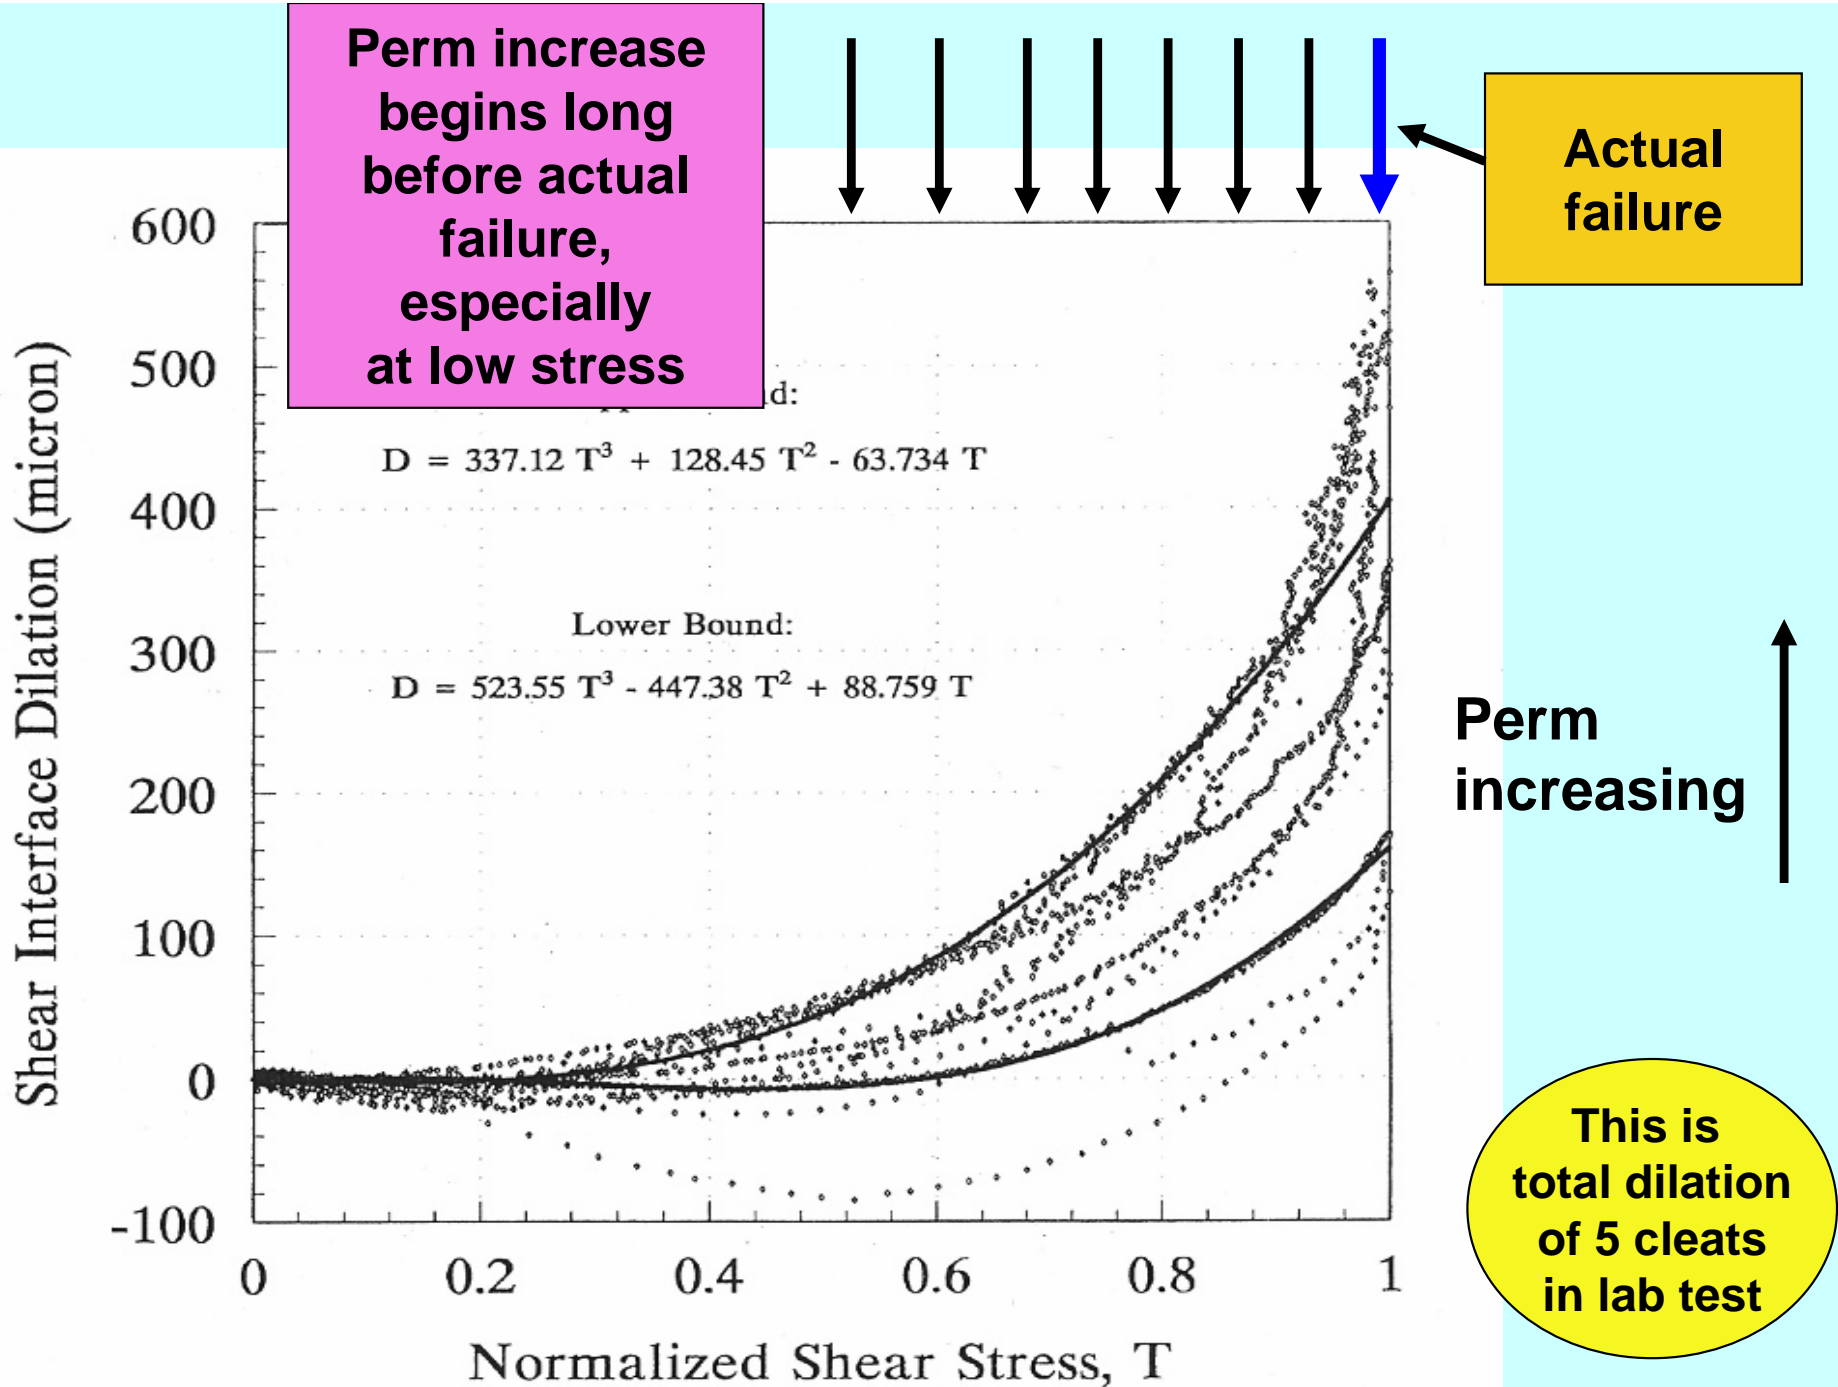 Perm increase
begins long
before actual
failure,
especially
at low stress
Actual
failure
600
500
400
300
200
100
0
-100
Shear Interface Dilation (micron)
d:
D = 337.12 T³ + 128.45 T² - 63.734 T
Lower Bound:
D = 523.55 T³ - 447.38 T² + 88.759 T
Perm
increasing
This is
total dilation
of 5 cleats
in lab test
0 0.2 0.4 0.6 0.8 1
Normalized Shear Stress, T